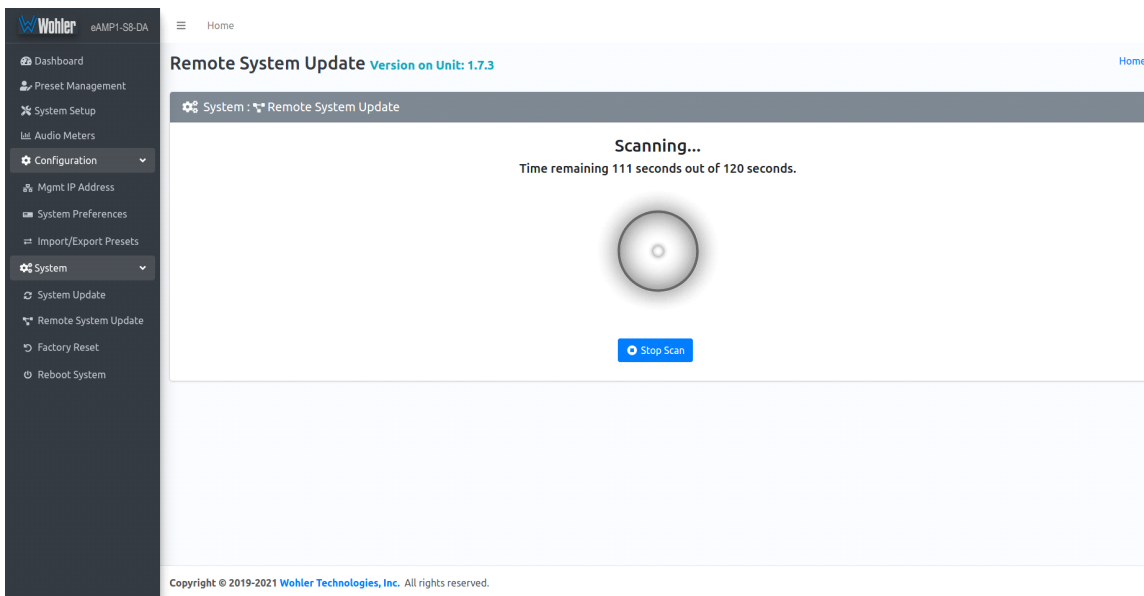 Wohler eAMP1-S8-DA
Home
Dashboard
Preset Management
System Setup
Audio Meters
Configuration
Mgmt IP Address
System Preferences
Import/Export Presets
System
System Update
Remote System Update
Factory Reset
Reboot System
Remote System Update Version on Unit: 1.7.3
Home
System : Remote System Update
Scanning...
Time remaining 111 seconds out of 120 seconds.
Stop Scan
Copyright © 2019-2021 Wohler Technologies, Inc. All rights reserved.